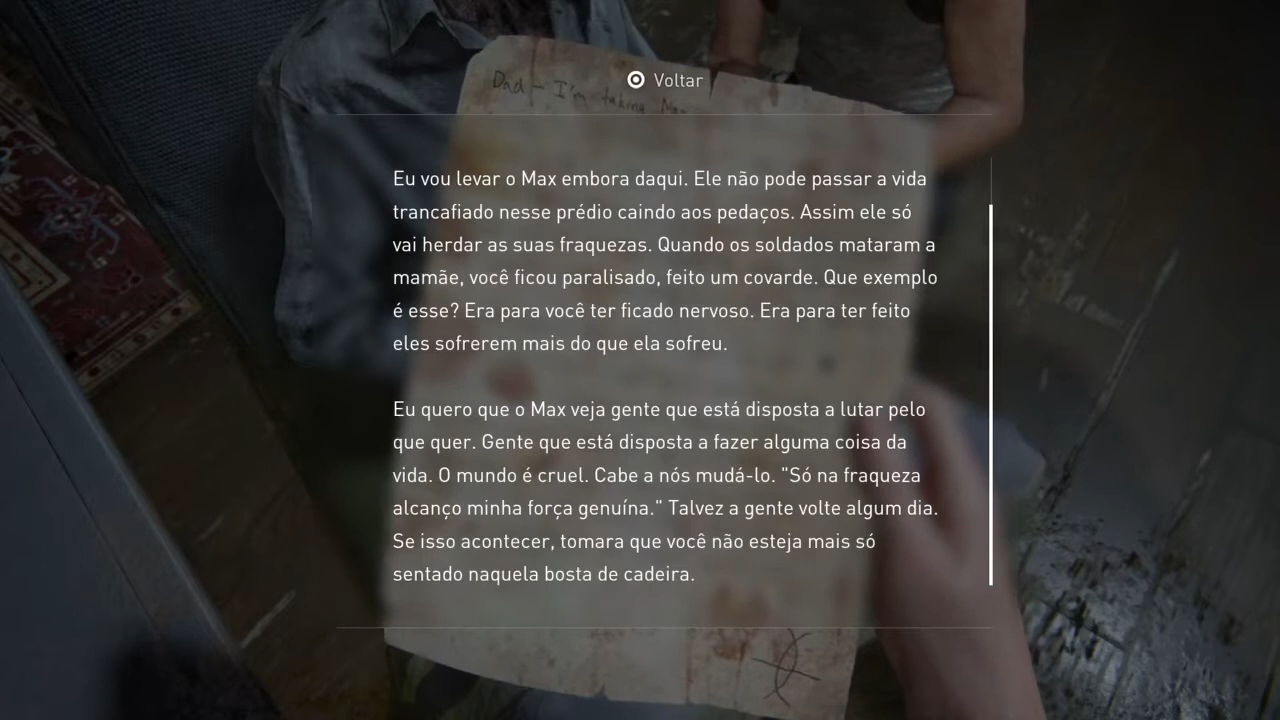 Voltar
Dad - I'm taking
Eu vou levar o Max embora daqui. Ele não pode passar a vida
trancafiado nesse prédio caindo aos pedaços. Assim ele só
vai herdar as suas fraquezas. Quando os soldados mataram a
mamãe, você ficou paralisado, feito um covarde. Que exemplo
é esse? Era para você ter ficado nervoso. Era para ter feito
eles sofrerem mais do que ela sofreu.
Eu quero que o Max veja gente que está disposta a lutar pelo
que quer. Gente que está disposta a fazer alguma coisa da
vida. O mundo é cruel. Cabe a nós mudá-lo. "Só na fraqueza
alcanço minha força genuína." Talvez a gente volte algum dia.
Se isso acontecer, tomara que você não esteja mais só
sentado naquela bosta de cadeira.